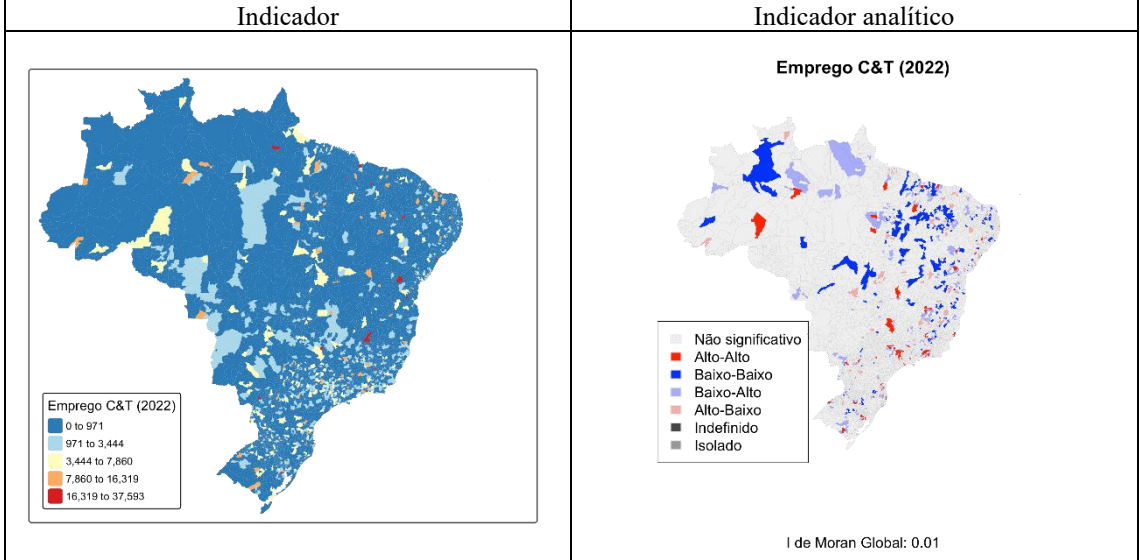 Indicador
Indicador analítico
Emprego C&T (2022)
0 to 971
971 to 3,444
3,444 to 7,860
7,860 to 16,319
16,319 to 37,593
Emprego C&T (2022)
Não significativo
Alto-Alto
Baixo-Baixo
Baixo-Alto
Alto-Baixo
Indefinido
Isolado
I de Moran Global: 0.01